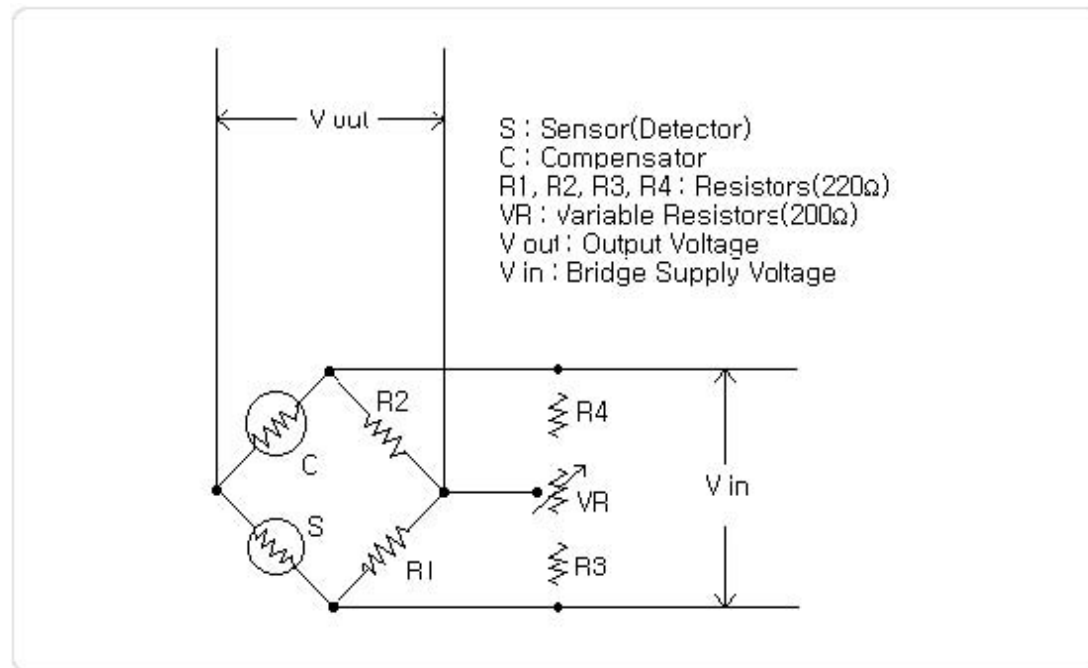 V out
S : Sensor(Detector)
C : Compensator
R1, R2, R3, R4 : Resistors(220Ω)
VR : Variable Resistors(200Ω)
V out : Output Voltage
V in : Bridge Supply Voltage
R2
R4
C
V in
VR
S
R1
R3